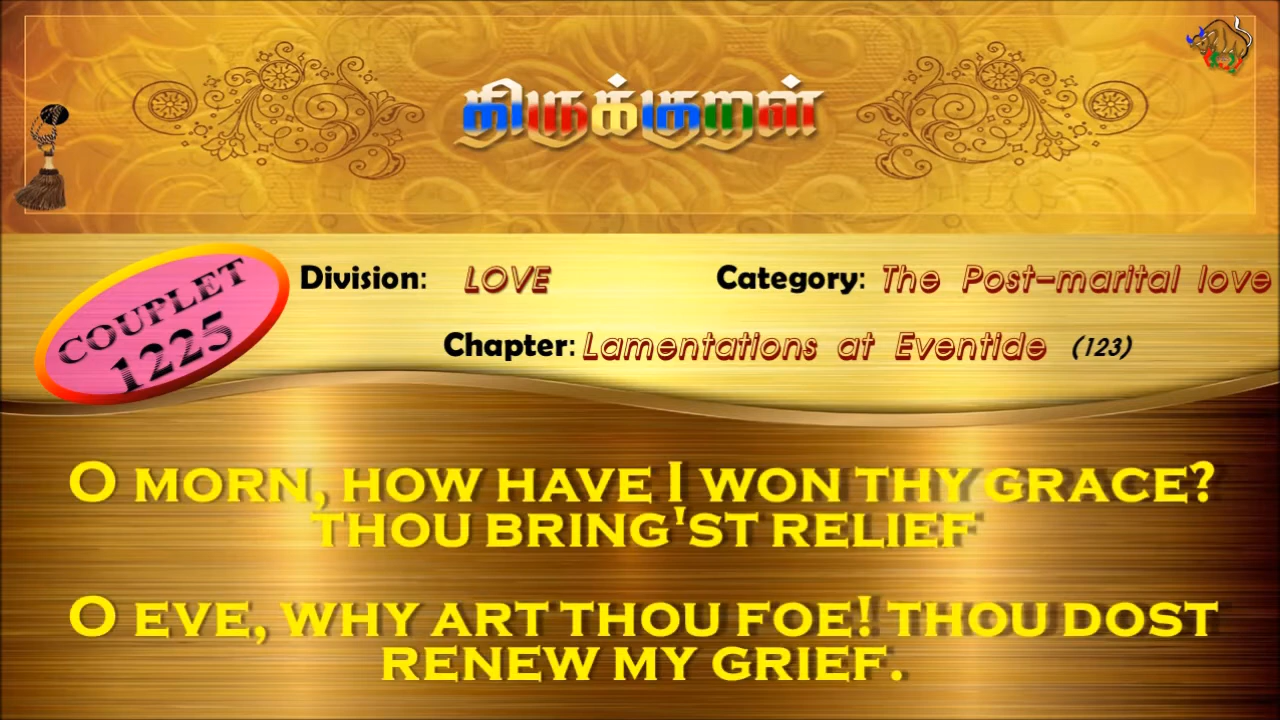 திருக்குறள்
COUPLET
1225
Division: LOVE
Category: The Post-marital love
Chapter: Lamentations at Eventide (123)
O MORN, HOW HAVE I WON THY GRACE?
THOU BRING'ST RELIEF
O EVE, WHY ART THOU FOE! THOU DOST
RENEW MY GRIEF.